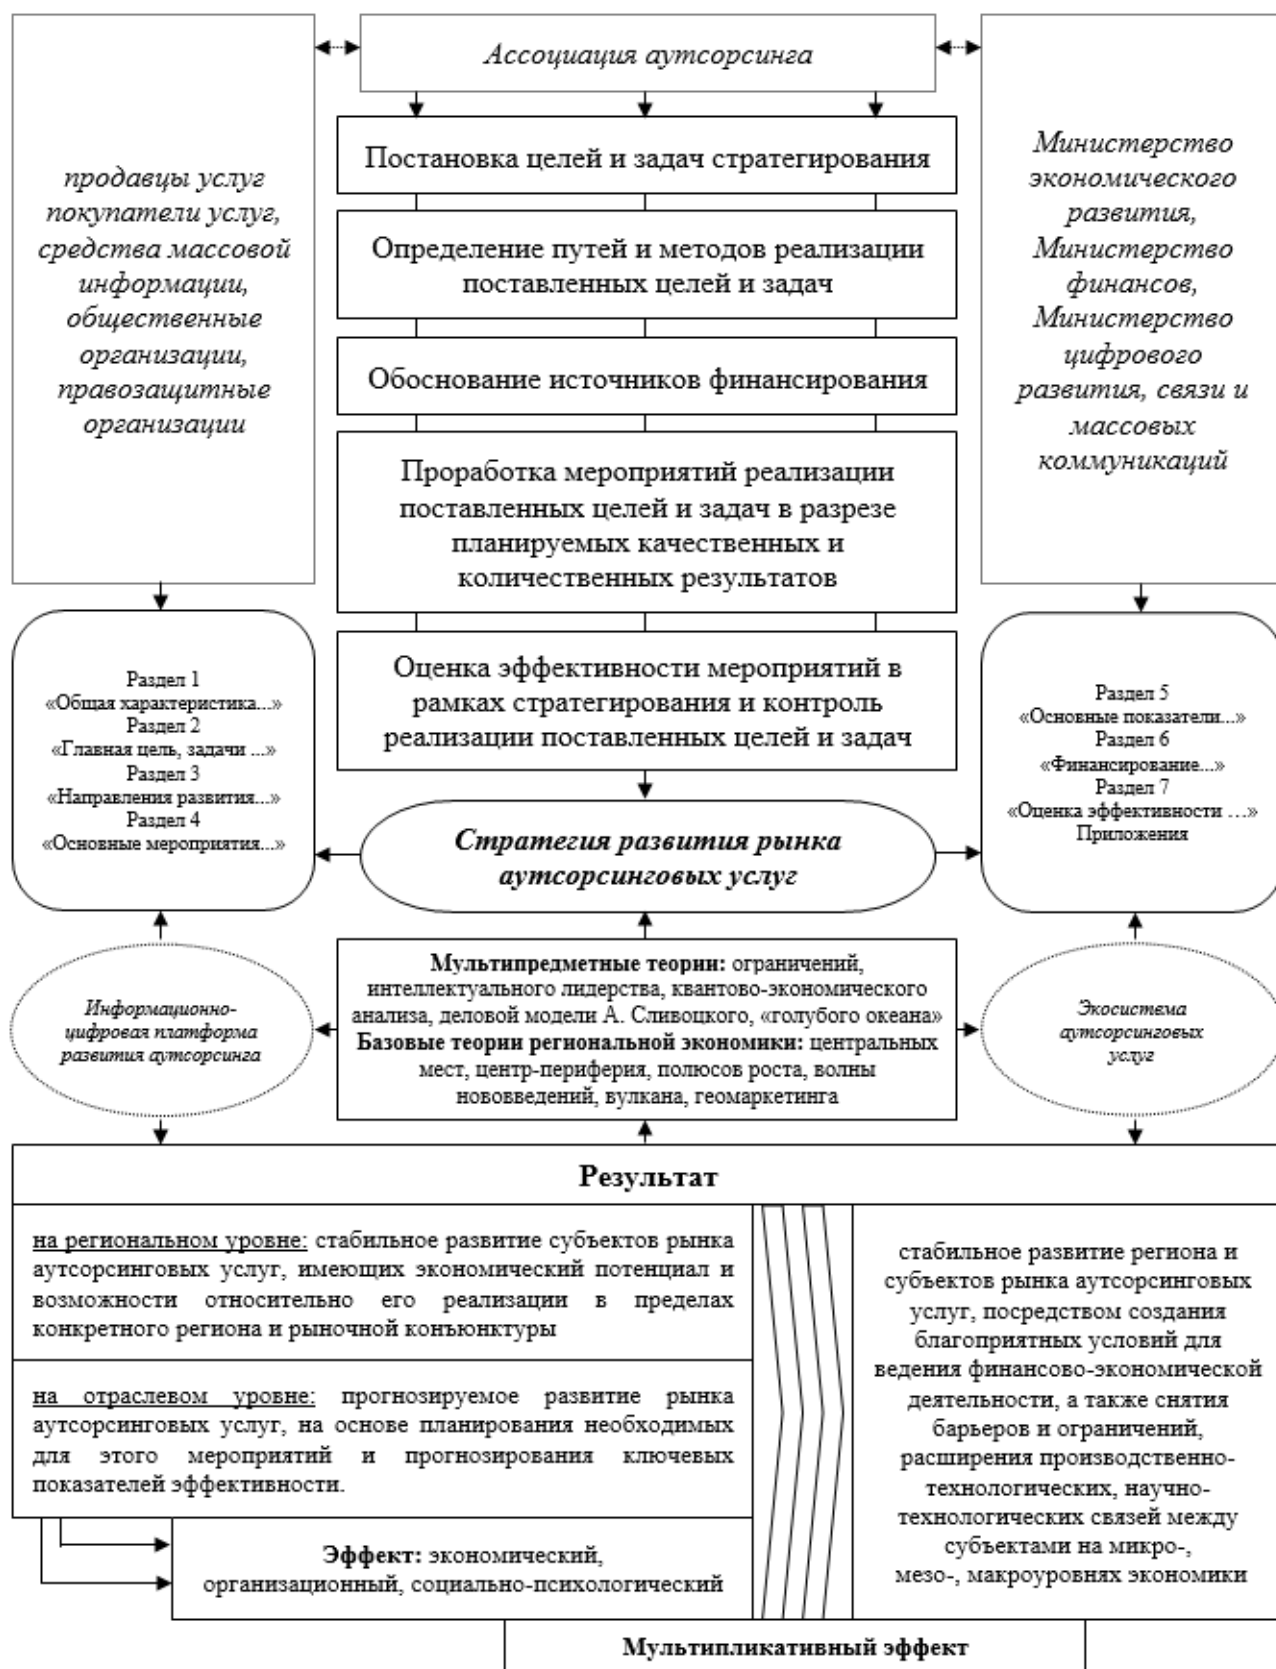 Ассоциация аутсорсинга
продавцы услуг
покупатели услуг,
средства массовой
информации,
общественные
организации,
правозащитные
организации
Постановка целей и задач стратегирования
Определение путей и методов реализации
поставленных целей и задач
Обоснование источников финансирования
Проработка мероприятий реализации
поставленных целей и задач в разрезе
планируемых качественных и
количественных результатов
Оценка эффективности мероприятий в
рамках стратегирования и контроль
реализации поставленных целей и задач
Министерство
экономического
развития,
Министерство
финансов,
Министерство
цифрового
развития, связи и
массовых
коммуникаций
Раздел 1
«Общая характеристика...»
Раздел 2
«Главная цель, задачи ...»
Раздел 3
«Направления развития...»
Раздел 4
«Основные мероприятия...»
Стратегия развития рынка
аутсорсинговых услуг
Раздел 5
«Основные показатели...»
Раздел 6
«Финансирование...»
Раздел 7
«Оценка эффективности ...»
Приложения
Информационно-
цифровая платформа
развития аутсорсинга
Мультипредметные теории: ограничений,
интеллектуального лидерства, квантово-экономического
анализа, деловой модели А. Сливоцкого, «голубого океана»
Базовые теории региональной экономики: центральных
мест, центр-периферия, полюсов роста, волны
нововведений, вулкана, геомаркетинга
Экосистема
аутсорсинговых
услуг
Результат
на региональном уровне: стабильное развитие субъектов рынка
аутсорсинговых услуг, имеющих экономический потенциал и
возможности относительно его реализации в пределах
конкретного региона и рыночной конъюнктуры
на отраслевом уровне: прогнозируемое развитие рынка
аутсорсинговых услуг, на основе планирования необходимых
для этого мероприятий и прогнозирования ключевых
показателей эффективности.
Эффект: экономический,
организационный, социально-психологический
стабильное развитие региона и
субъектов рынка аутсорсинговых
услуг, посредством создания
благоприятных условий для
ведения финансово-экономической
деятельности, а также снятия
барьеров и ограничений,
расширения производственно-
технологических, научно-
технологических связей между
субъектами на микро-,
мезо-, макроуровнях экономики
Мультипликативный эффект